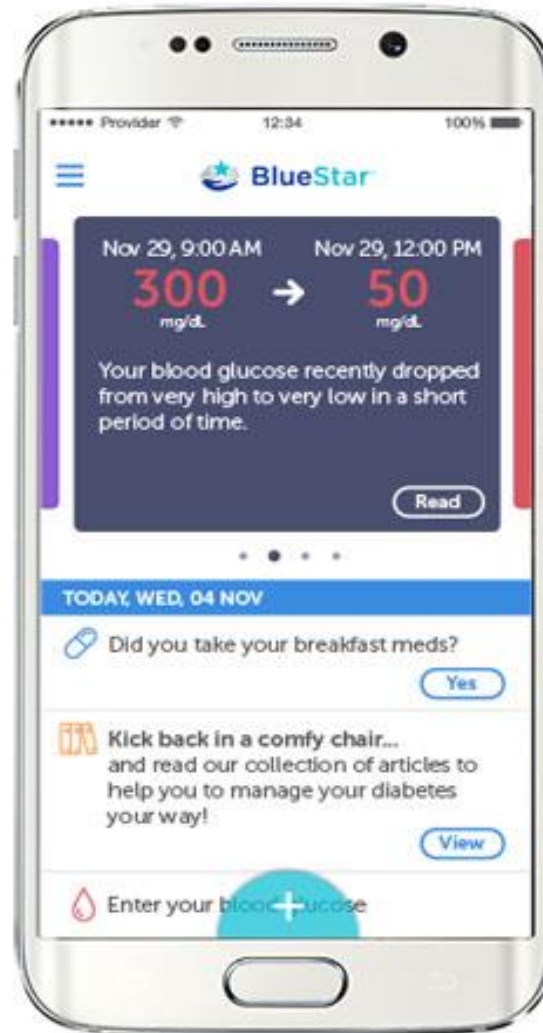 Provider 12:34 100%
BlueStar
Nov 29, 9:00 AM Nov 29, 12:00 PM
300 50
mg/dL mg/dL
Your blood glucose recently dropped
from very high to very low in a short
period of time.
Read
TODAY, WED, 04 NOV
Did you take your breakfast meds?
Yes
Kick back in a comfy chair...
and read our collection of articles to
help you to manage your diabetes
your way!
View
Enter your blood glucose